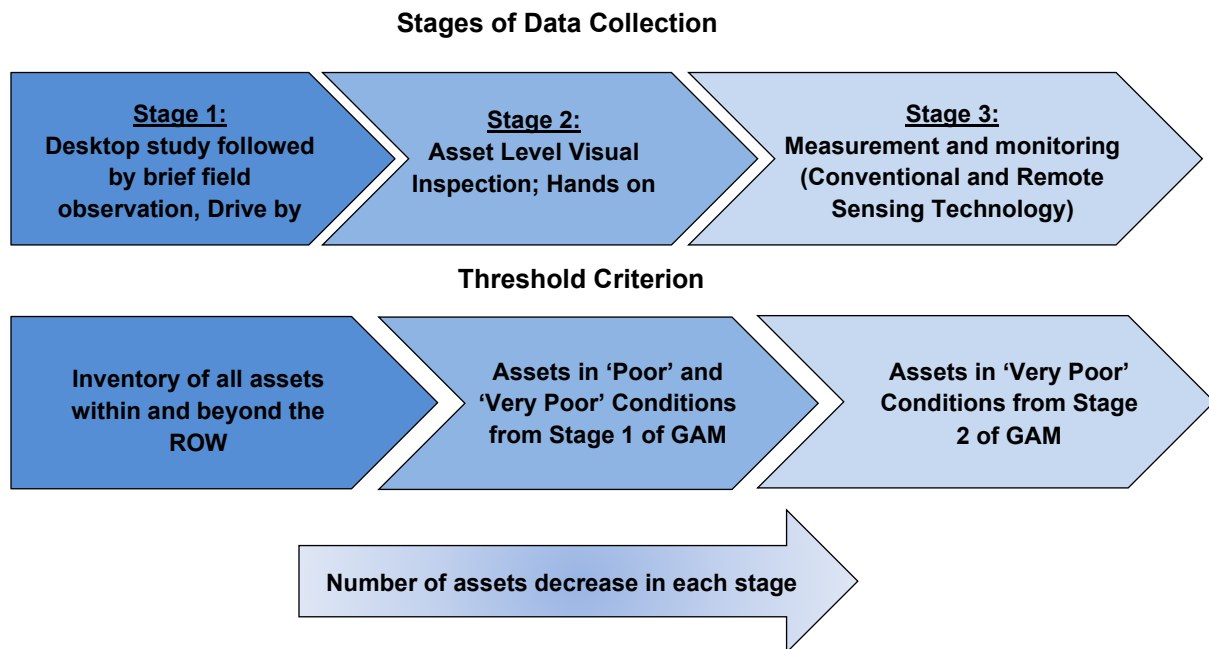 Stages of Data Collection
Stage 1:
Desktop study followed
by brief field
observation, Drive by
Stage 2:
Asset Level Visual
Inspection; Hands on
Stage 3:
Measurement and monitoring
(Conventional and Remote
Sensing Technology)
Threshold Criterion
Inventory of all assets
within and beyond the
ROW
Assets in ‘Poor’ and
‘Very Poor’ Conditions
from Stage 1 of GAM
Assets in ‘Very Poor’
Conditions from Stage
2 of GAM
Number of assets decrease in each stage